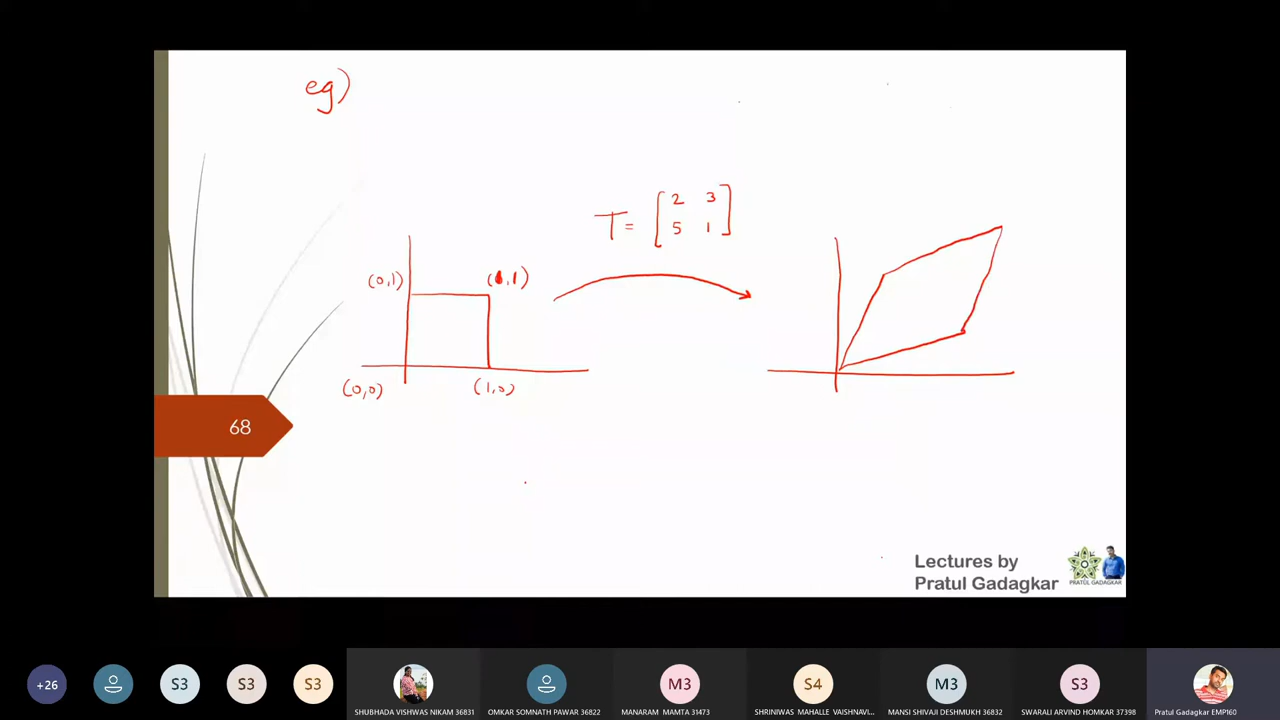 eg)
T = [2 3
5 1]
(0,1)
(1,1)
(0,0)
(1,0)
68
Lectures by
Pratul Gadagkar
PRATUL GADAGKAR
+26
S3
S3
S3
M3
S4
M3
S3
SHUBHADA VISHWAS NIKAM 36831
OMKAR SOMNATH PAWAR 36822
MANARAM MAMTA 31473
SHRINIWAS MAHALLE VAISHNAVI...
MANSI SHIVAJI DESHMUKH 36832
SWARALI ARVIND HOMKAR 37398
Pratul Gadagkar EMP160